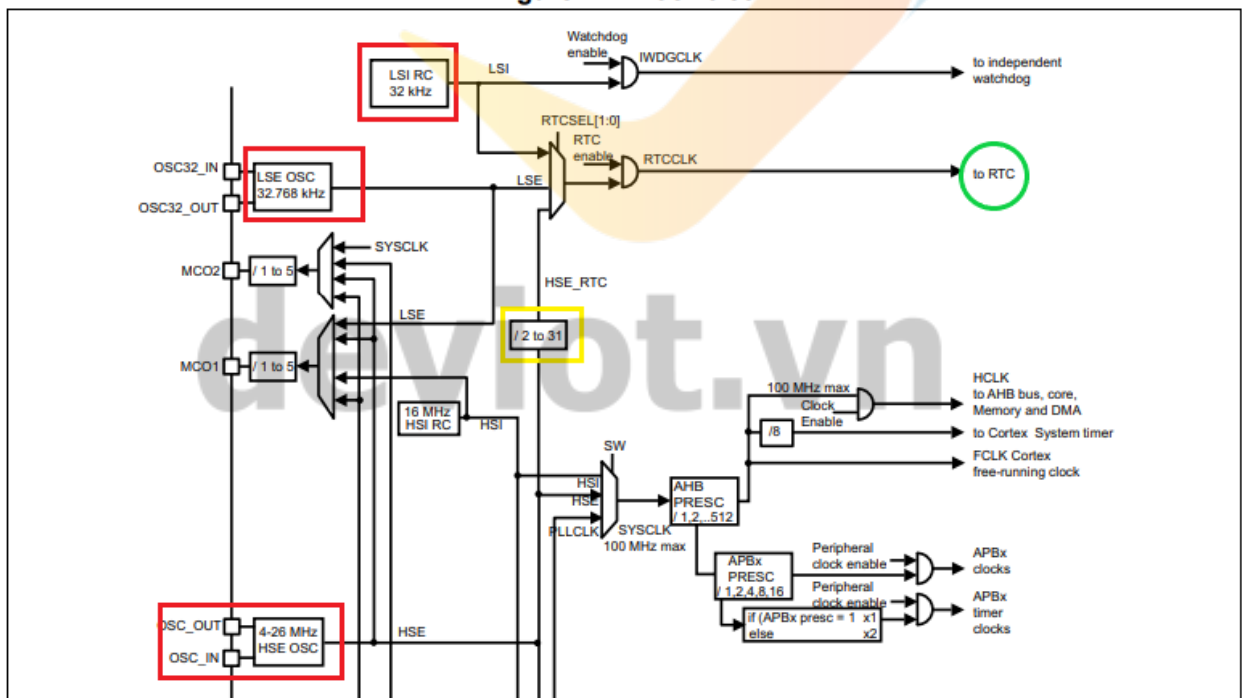 Watchdog
enable
IWDGCLK
to independent
watchdog
LSI RC
32 kHz
LSI
RTCSEL[1:0]
RTC
enable
RTCCLK
to RTC
OSC32_IN
LSE OSC
32.768 kHz
LSE
OSC32_OUT
SYSCLK
MCO2
/ 1 to 5
HSE_RTC
LSE
/ 2 to 31
deviot.vn
MCO1
/ 1 to 5
16 MHz
HSI RC
HSI
100 MHz max
Clock
Enable
HCLK
to AHB bus, core,
Memory and DMA
/8
to Cortex System timer
FCLK Cortex
free-running clock
SW
HSI
HSE
PLLCLK
SYSCLK
100 MHz max
AHB
PRESC
/ 1,2,..512
APBx
PRESC
/ 1,2,4,8,16
Peripheral
clock enable
APBx
clocks
Peripheral
clock enable
APBx
timer
clocks
if (APBx presc = 1 x1
else x2
OSC_OUT
4-26 MHz
HSE OSC
HSE
OSC_IN